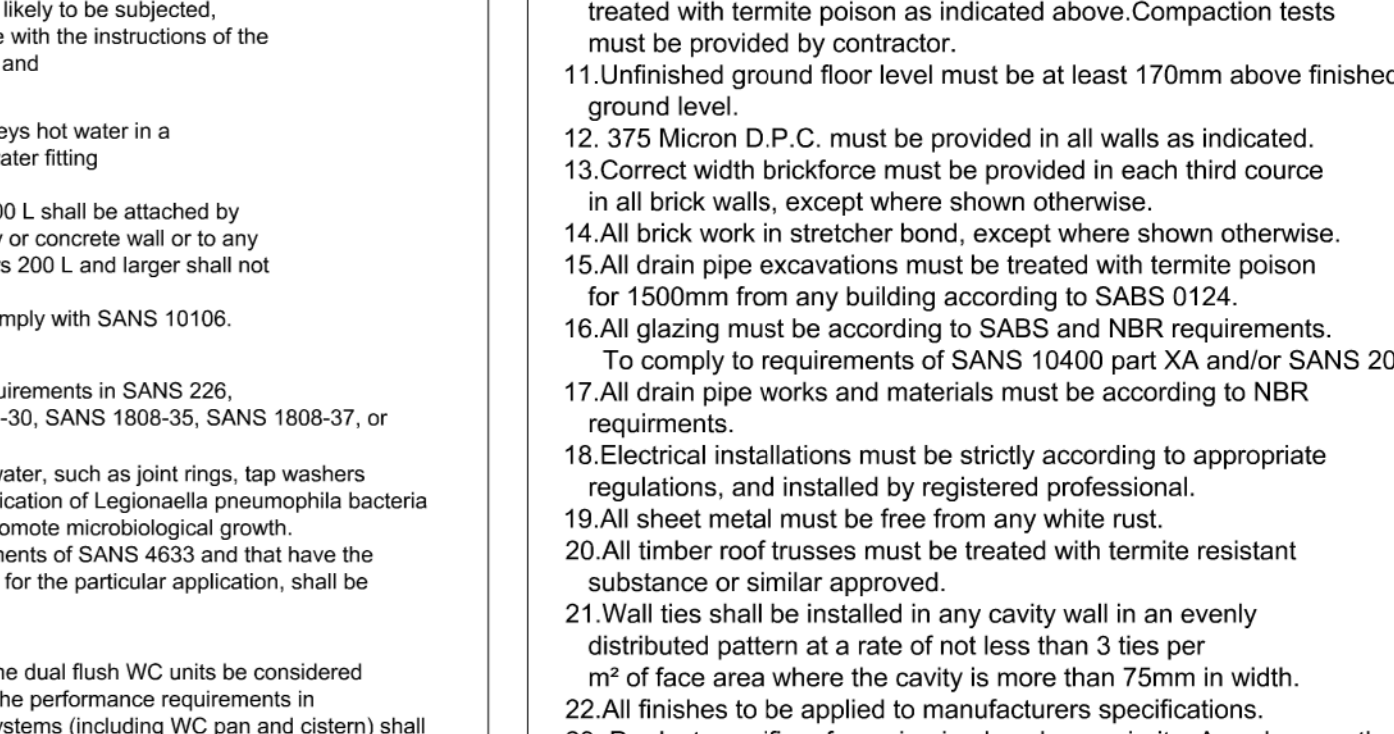 likely to be subjected,
with the instructions of the
and
hot water in a
fitting
L shall be attached by
or concrete wall or to any
200 L and larger shall not
with SANS 10106.
in SANS 226,
-30, SANS 1808-35, SANS 1808-37, or
such as joint rings, tap washers
of Legionaella pneumophila bacteria
microbiological growth.
of SANS 4633 and that have the
for the particular application, shall be
dual flush WC units be considered
performance requirements in
(including WC pan and cistern) shall
treated with termite poison as indicated above.Compaction tests
must be provided by contractor.
11.Unfinished ground floor level must be at least 170mm above finished
ground level.
12. 375 Micron D.P.C. must be provided in all walls as indicated.
13.Correct width brickforce must be provided in each third cource
in all brick walls, except where shown otherwise.
14.All brick work in stretcher bond, except where shown otherwise.
15.All drain pipe excavations must be treated with termite poison
for 1500mm from any building according to SABS 0124.
16.All glazing must be according to SABS and NBR requirements.
To comply to requirements of SANS 10400 part XA and/or SANS
17.All drain pipe works and materials must be according to NBR
requirments.
18.Electrical installations must be strictly according to appropriate
regulations, and installed by registered professional.
19.All sheet metal must be free from any white rust.
20.All timber roof trusses must be treated with termite resistant
substance or similar approved.
21.Wall ties shall be installed in any cavity wall in an evenly
distributed pattern at a rate of not less than 3 ties per
m² of face area where the cavity is more than 75mm in width.
22.All finishes to be applied to manufacturers specifications.